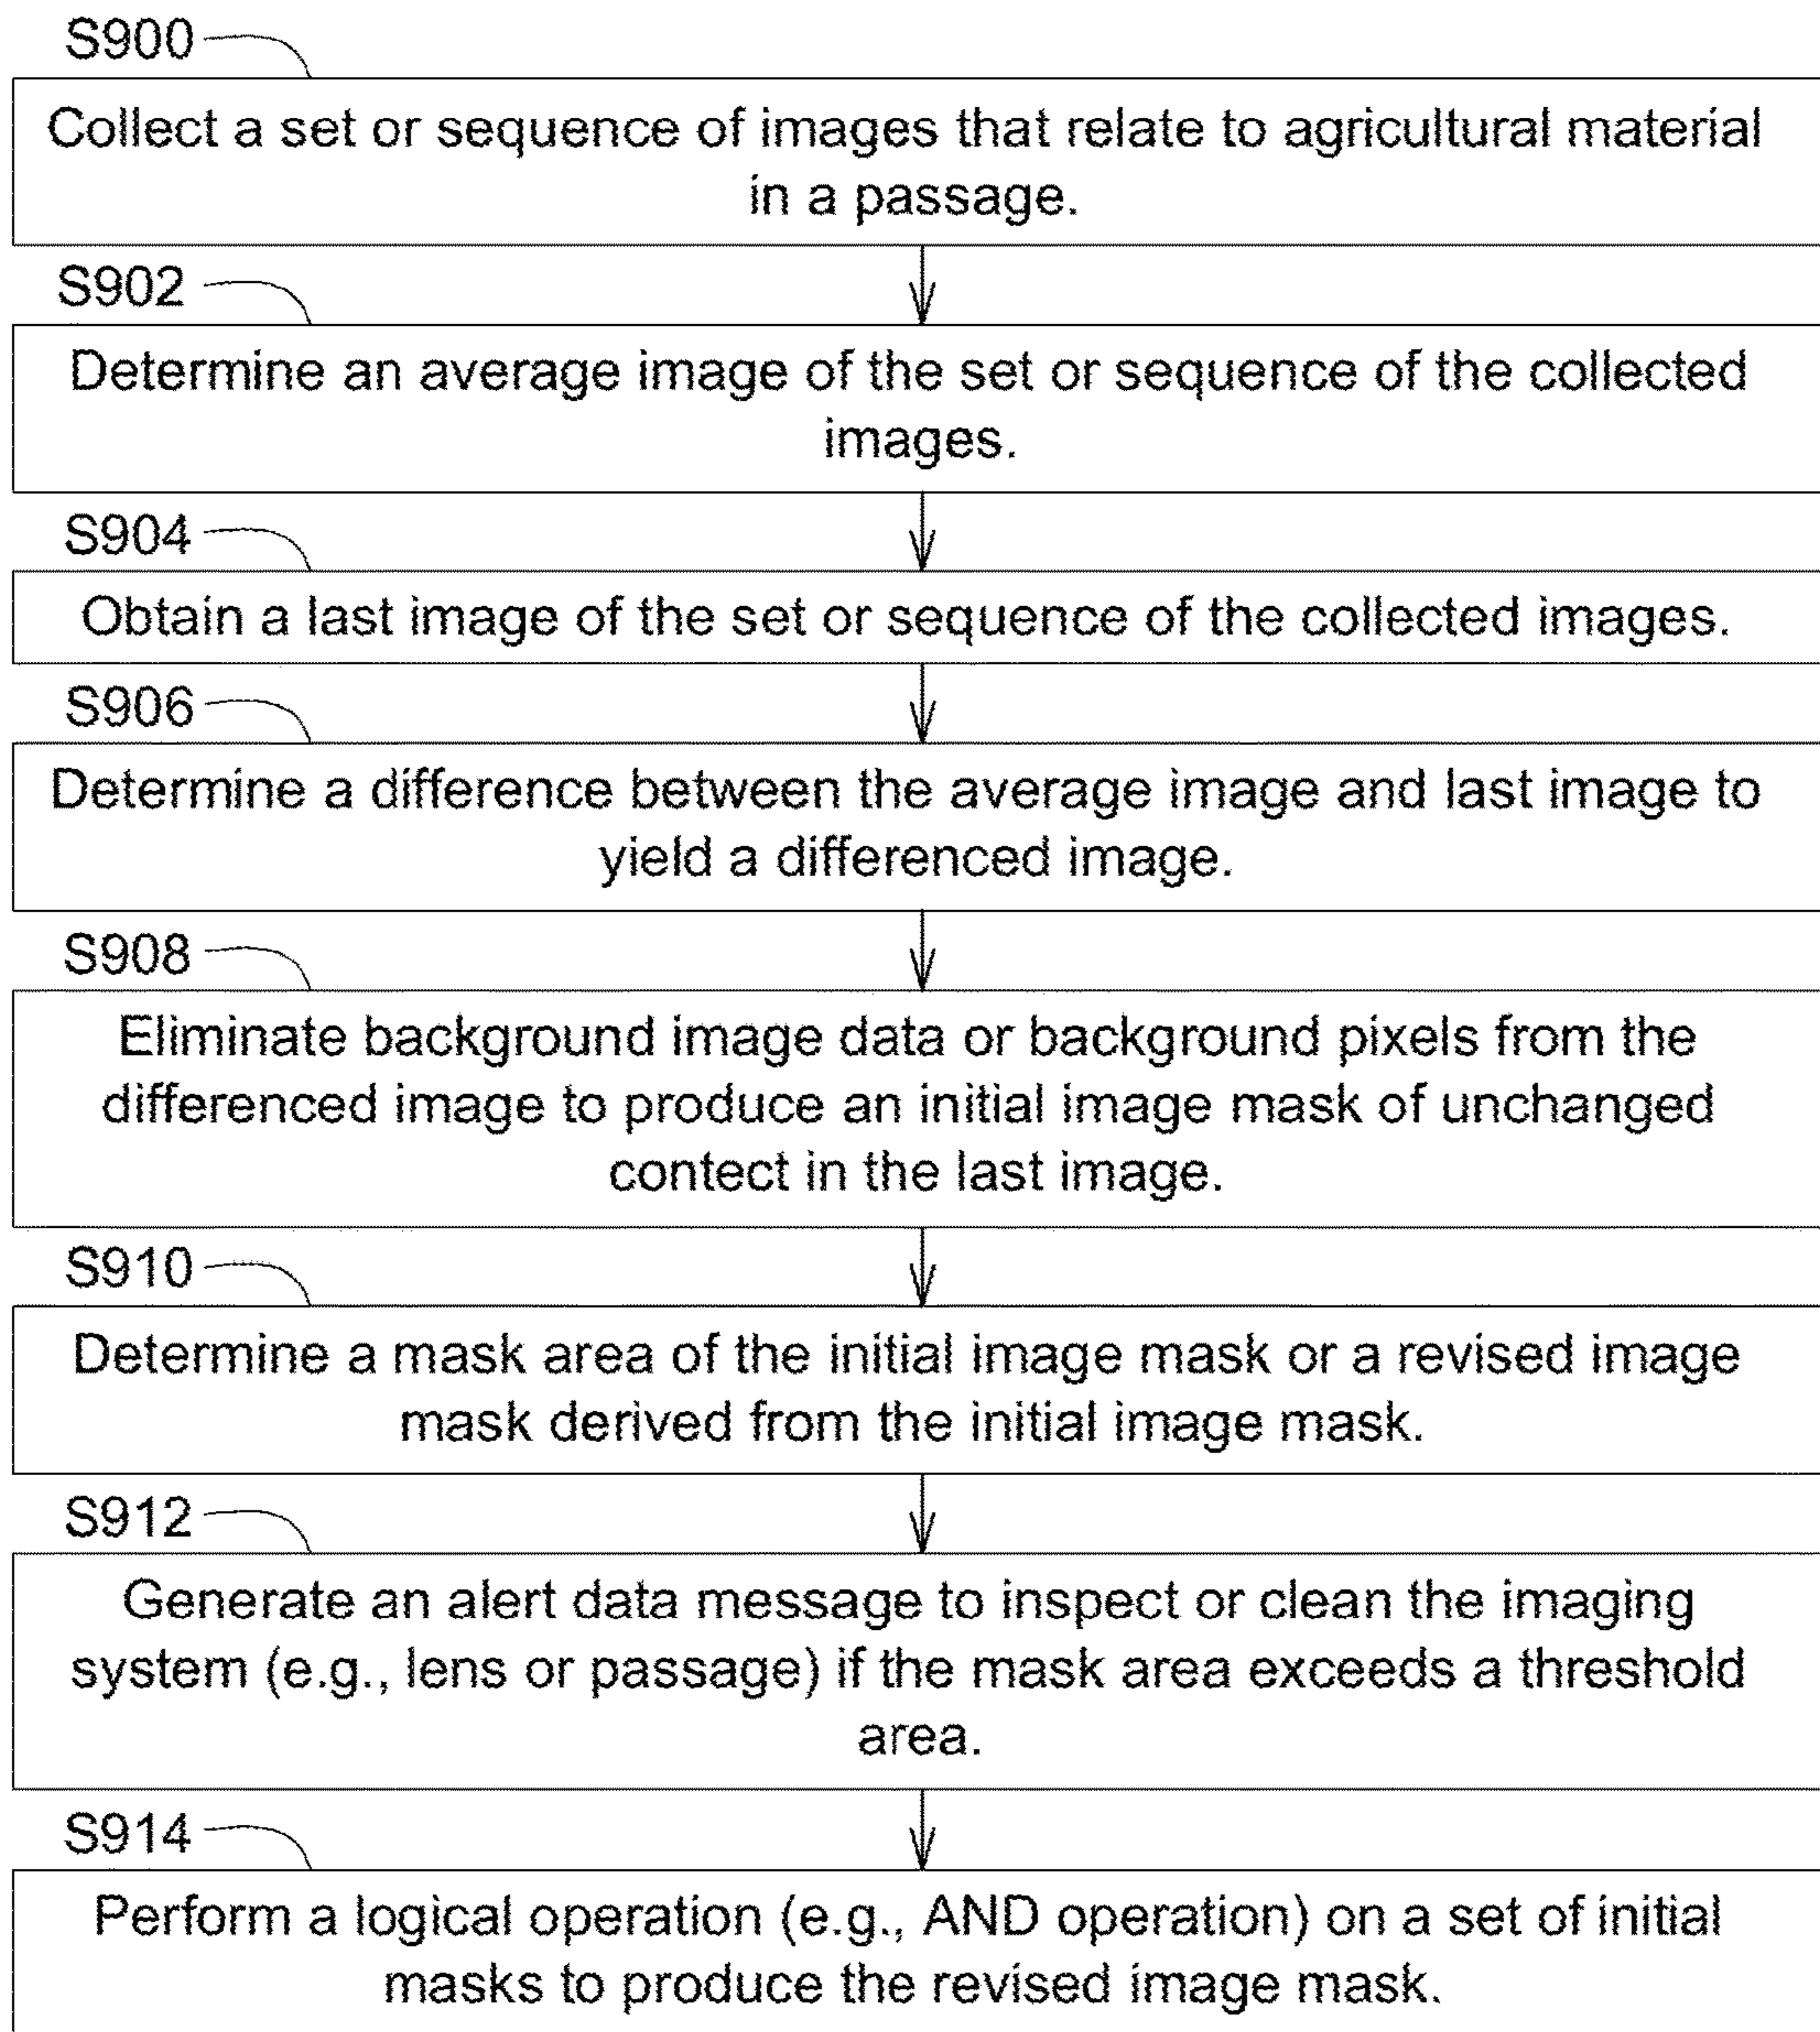 S900
Collect a set or sequence of images that relate to agricultural material
in a passage.
S902
Determine an average image of the set or sequence of the collected
images.
S904
Obtain a last image of the set or sequence of the collected images.
S906
Determine a difference between the average image and last image to
yield a differenced image.
S908
Eliminate background image data or background pixels from the
differenced image to produce an initial image mask of unchanged
contect in the last image.
S910
Determine a mask area of the initial image mask or a revised image
mask derived from the initial image mask.
S912
Generate an alert data message to inspect or clean the imaging
system (e.g., lens or passage) if the mask area exceeds a threshold
area.
S914
Perform a logical operation (e.g., AND operation) on a set of initial
masks to produce the revised image mask.